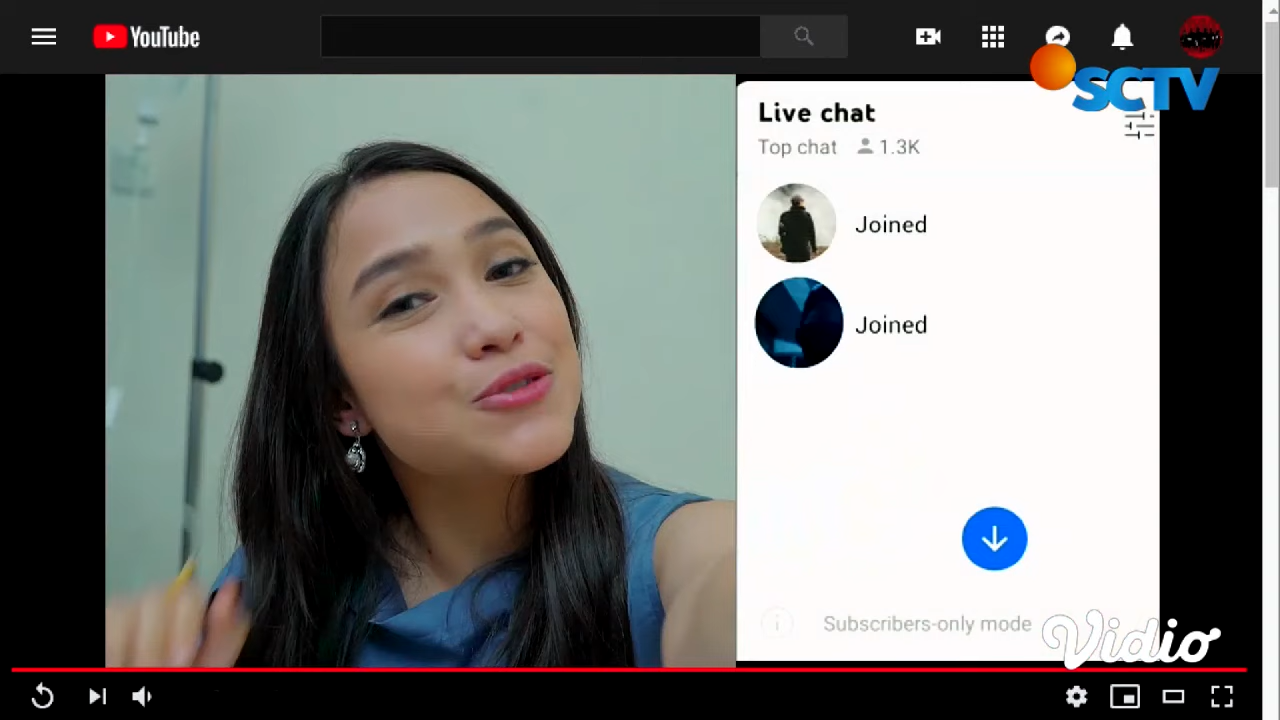 YouTube
SCTV
Live chat
Top chat 1.3K
Joined
Joined
Subscribers-only mode
Vidio